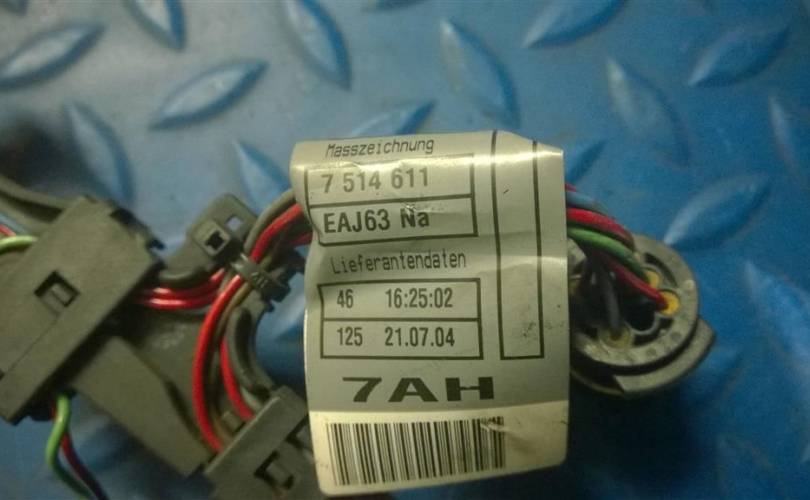 Masszeichnung
7 514 611
EAJ63 Na
Lieferantendaten
46 16:25:02
125 21.07.04
7AH